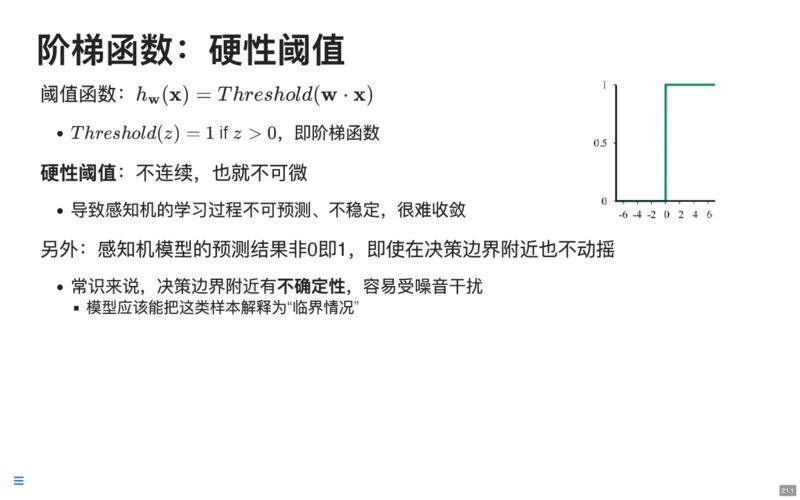 阶梯函数：硬性阈值
阈值函数：h_w(x) = Threshold(w · x)
• Threshold(z) = 1 if z > 0，即阶梯函数
硬性阈值：不连续，也就不可微
• 导致感知机的学习过程不可预测、不稳定，很难收敛
另外：感知机模型的预测结果非0即1，即使在决策边界附近也不动摇
• 常识来说，决策边界附近有不确定性，容易受噪音干扰
▪ 模型应该能把这类样本解释为“临界情况”
1
0.5
0
-6 -4 -2 0 2 4 6
21.1